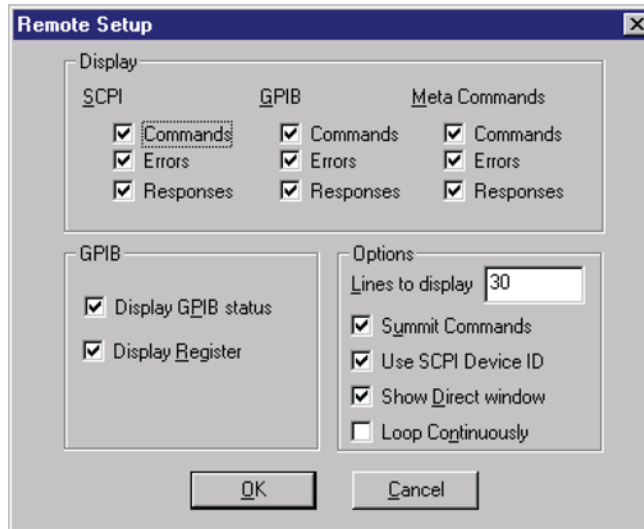 Remote Setup
Display
SCPI GPIB Meta Commands
Commands Commands Commands
Errors Errors Errors
Responses Responses Responses
GPIB
Display GPIB status
Display Register
Options
Lines to display 30
Summit Commands
Use SCPI Device ID
Show Direct window
Loop Continuously
OK Cancel